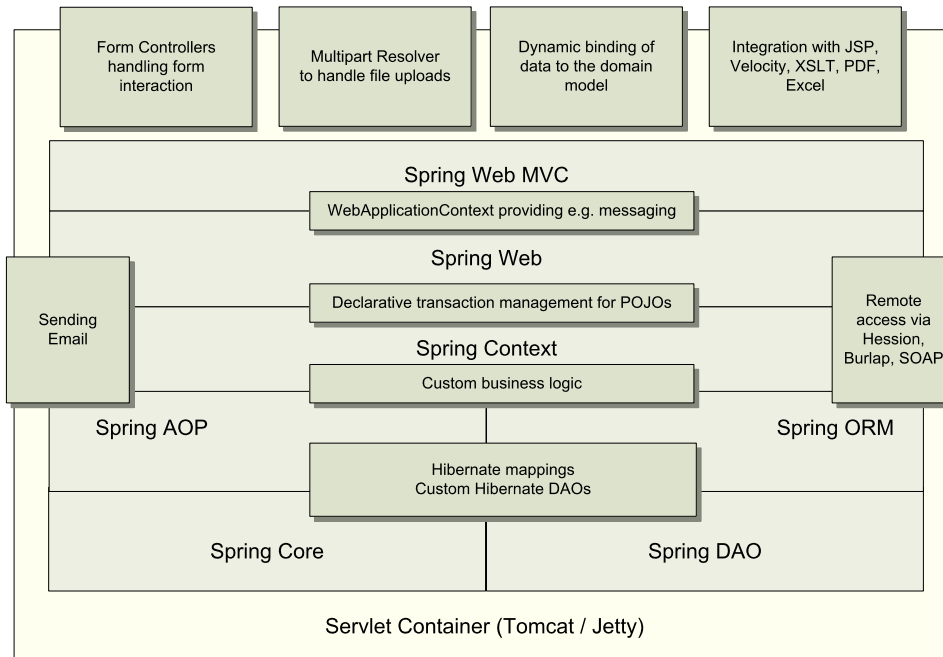 Form Controllers
handling form
interaction
Multipart Resolver
to handle file uploads
Dynamic binding of
data to the domain
model
Integration with JSP,
Velocity, XSLT, PDF,
Excel
Spring Web MVC
WebApplicationContext providing e.g. messaging
Spring Web
Sending
Email
Declarative transaction management for POJOs
Remote
access via
Hession,
Burlap, SOAP
Spring Context
Custom business logic
Spring AOP
Spring ORM
Hibernate mappings
Custom Hibernate DAOs
Spring Core
Spring DAO
Servlet Container (Tomcat / Jetty)